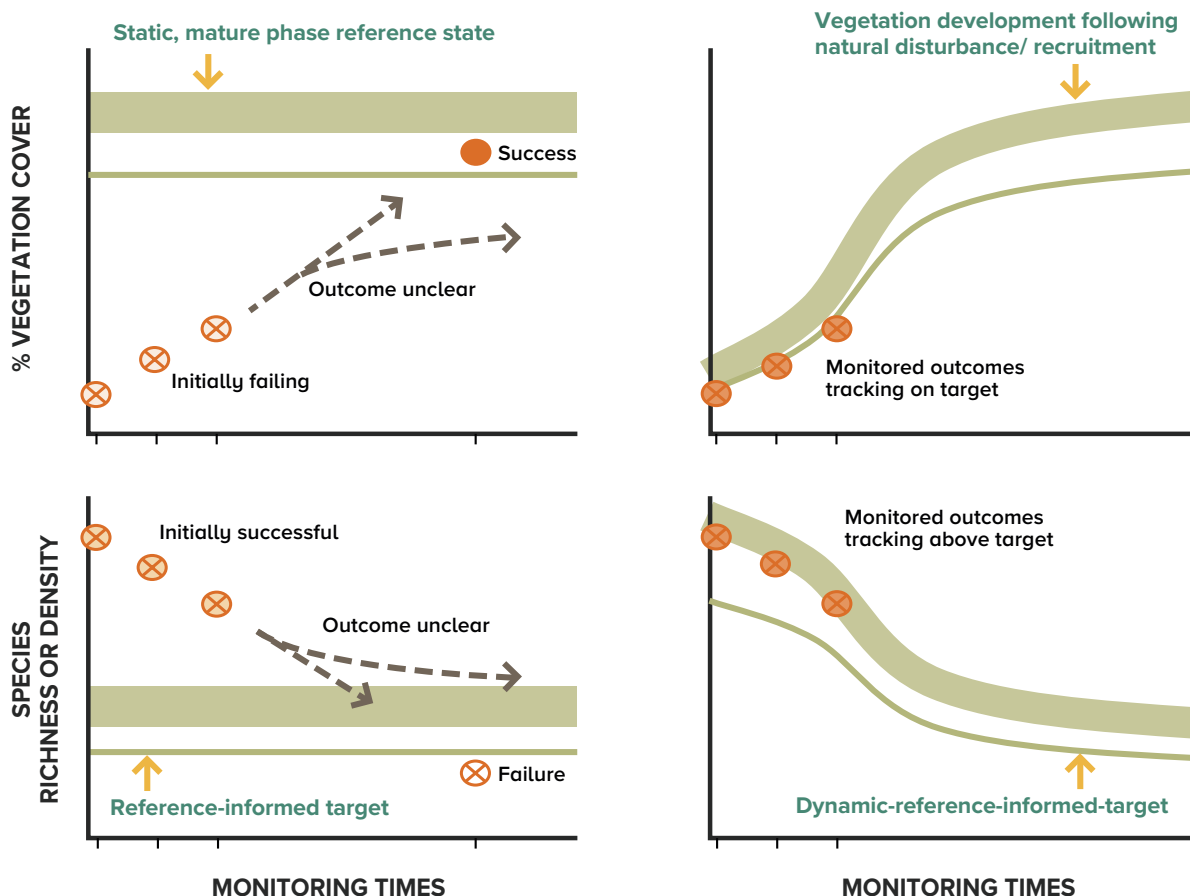 Static, mature phase reference state
Success
Outcome unclear
Initially failing
% VEGETATION COVER
Vegetation development following
natural disturbance/ recruitment
Monitored outcomes
tracking on target
Initially successful
Outcome unclear
Failure
Reference-informed target
SPECIES
RICHNESS OR DENSITY
MONITORING TIMES
Monitored outcomes
tracking above target
Dynamic-reference-informed-target
MONITORING TIMES